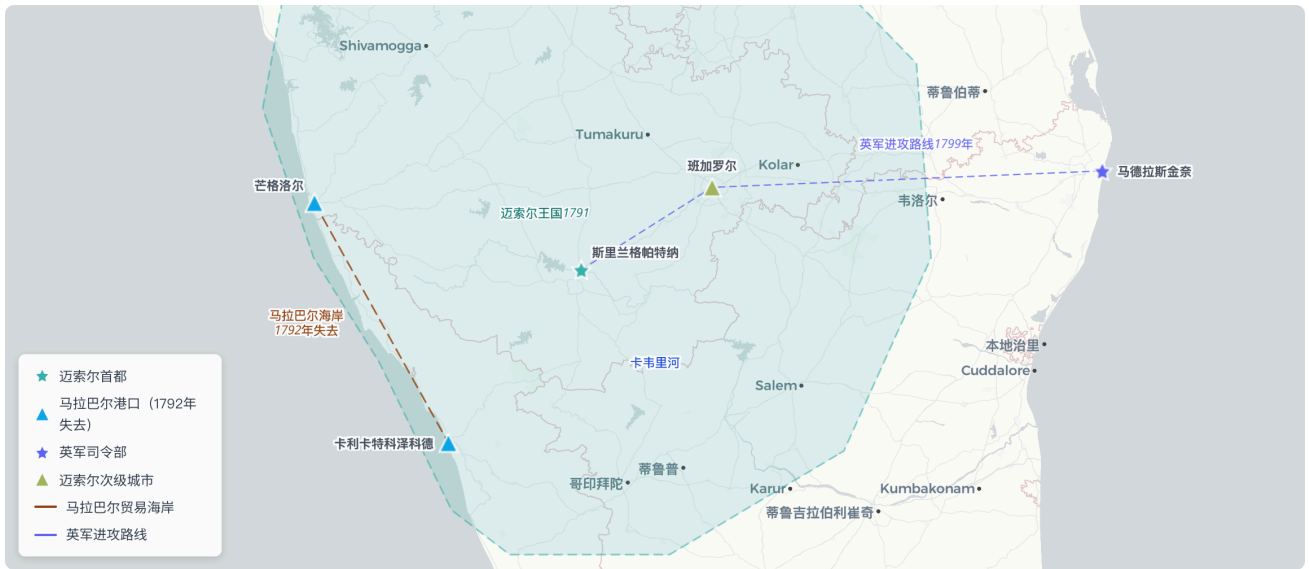 Shivamogga
蒂鲁伯蒂
Tumakuru
英军进攻路线1799年
班加罗尔
Kolar
马德拉斯金奈
芒格洛尔
韦洛尔
迈索尔王国1791
斯里兰格帕特纳
马拉巴尔海岸
1792年失去
本地治里
卡韦里河
Cuddalore
Salem
卡利卡特科泽科德
蒂鲁普
哥印拜陀
Karur
Kumbakonam
蒂鲁吉拉伯利崔奇
迈索尔首都
马拉巴尔港口（1792年
失去）
英军司令部
迈索尔次级城市
马拉巴尔贸易海岸
英军进攻路线